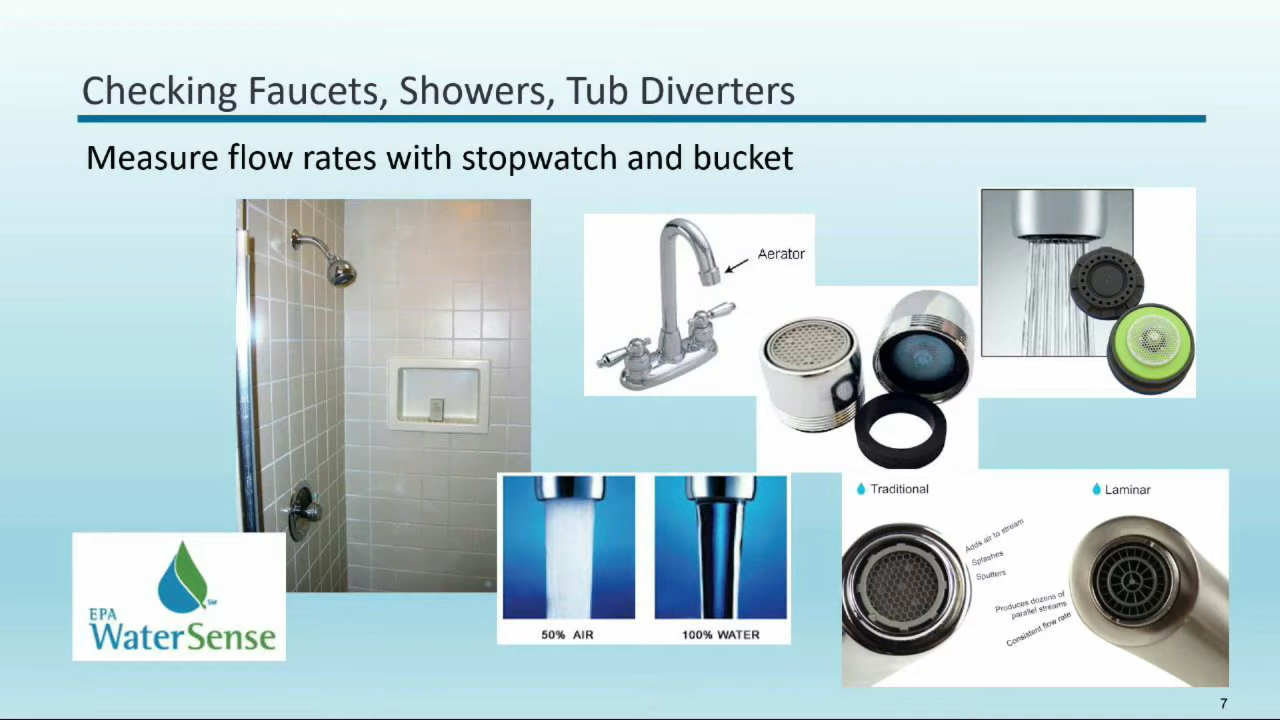 Checking Faucets, Showers, Tub Diverters
Measure flow rates with stopwatch and bucket
Aerator
50% AIR
100% WATER
Traditional
Laminar
Adds air to stream
Splashes
Sputters
Produces dozens of
parallel streams
Consistent flow rate
EPA
WaterSense
SM
7